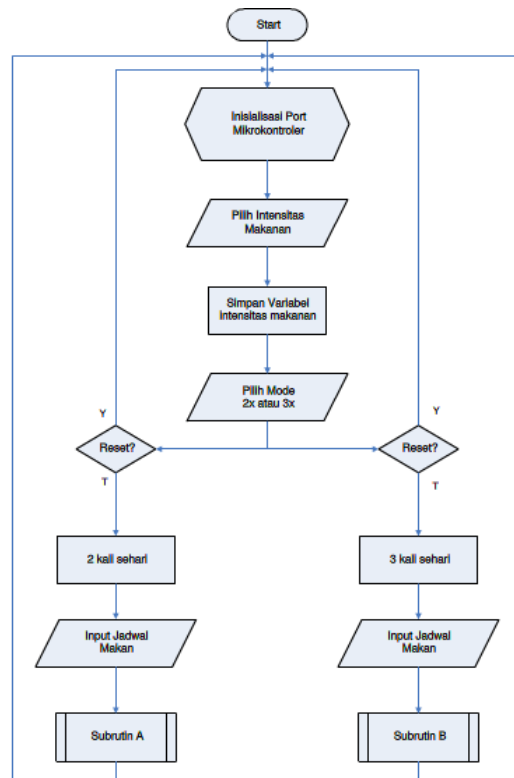 Start
Inisialisasi Port
Mikrokontroler
Pilih Intensitas
Makanan
Simpan Variabel
intensitas makanan
Pilih Mode
2x atau 3x
Y
Y
Reset?
Reset?
T
T
2 kali sehari
3 kali sehari
Input Jadwal
Makan
Input Jadwal
Makan
Subrutin A
Subrutin B